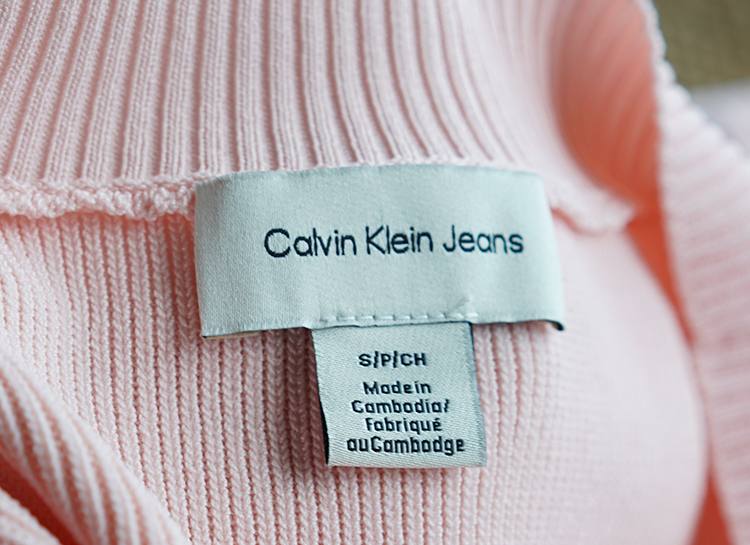 Calvin Klein Jeans
S/P/CH
Made in
Cambodia/
Fabriqué
au Cambodge